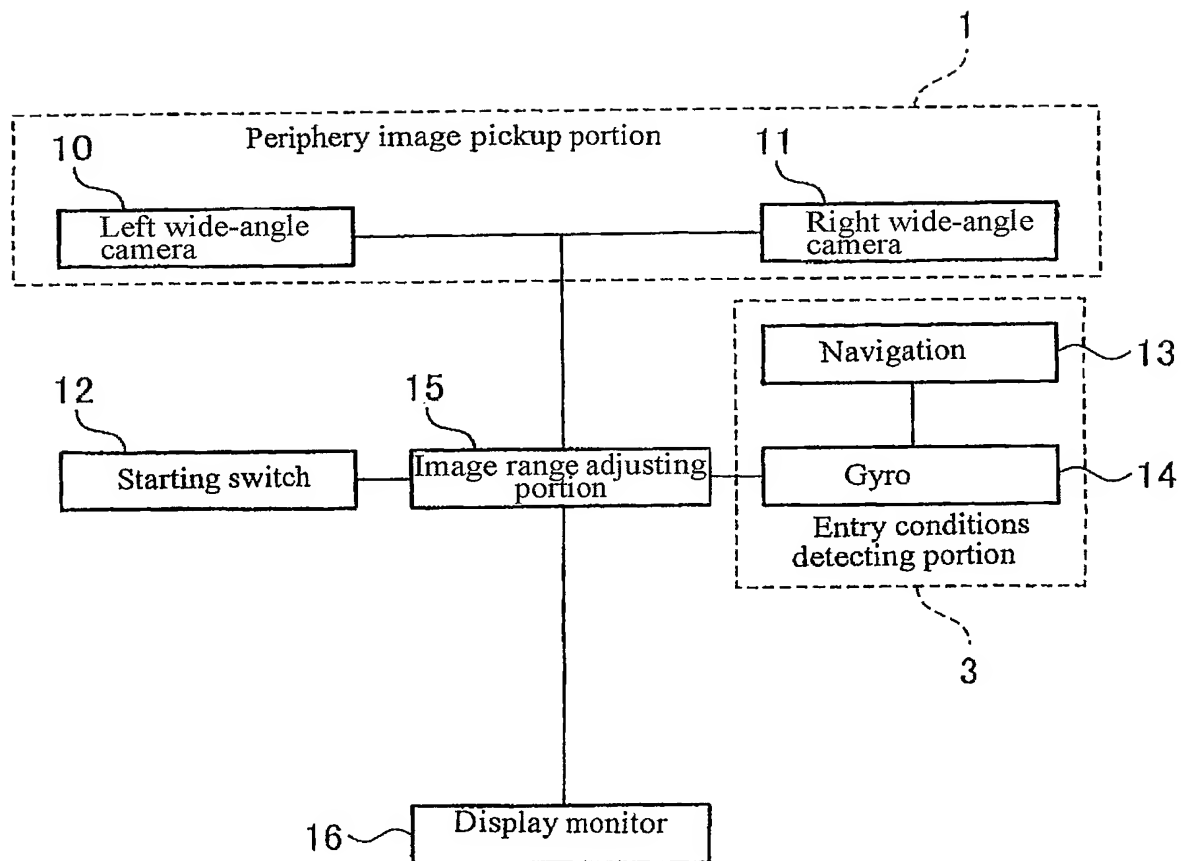 1
Periphery image pickup portion
10
11
Left wide-angle
camera
Right wide-angle
camera
Navigation
13
12
15
Starting switch
Image range adjusting
portion
Gyro
14
Entry conditions
detecting portion
3
16
Display monitor